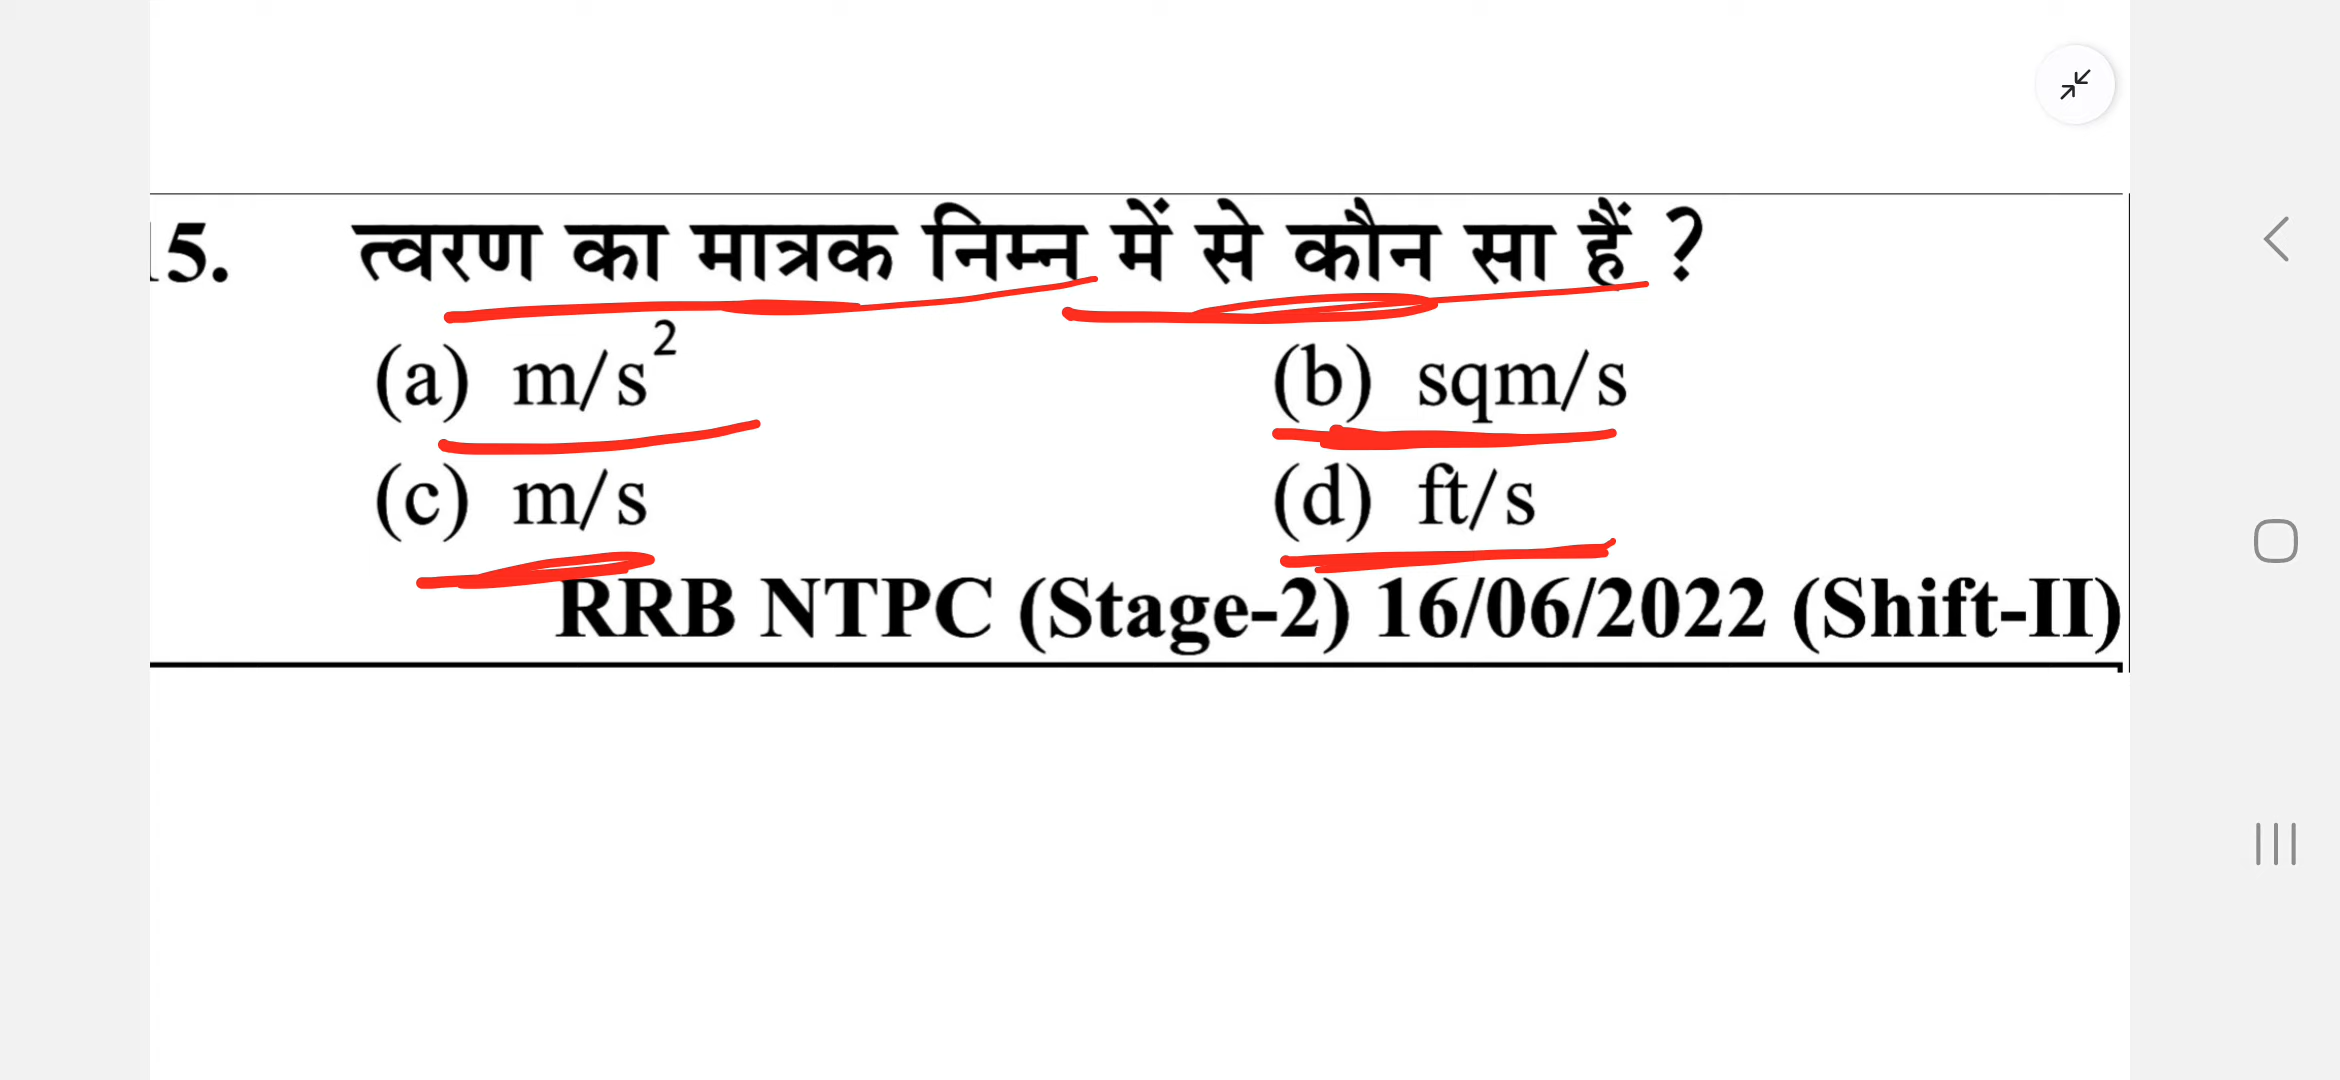 15. त्वरण का मात्रक निम्न में से कौन सा हैं ?
(a) m/s² (b) sqm/s
(c) m/s (d) ft/s
RRB NTPC (Stage-2) 16/06/2022 (Shift-II)